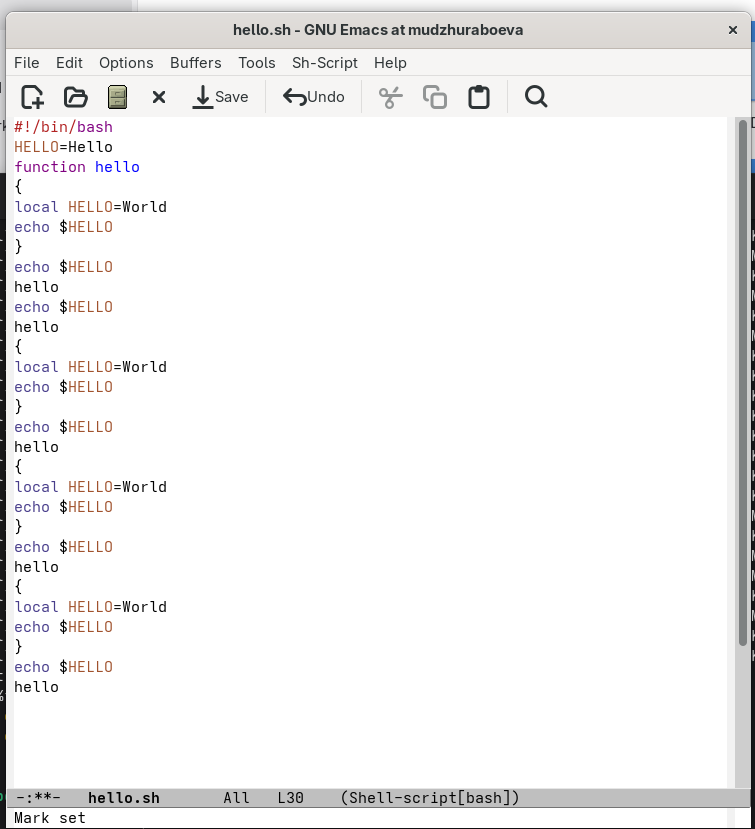 hello.sh - GNU Emacs at mudzhuraboeva
File Edit Options Buffers Tools Sh-Script Help
Save Undo
#!/bin/bash
HELLO=Hello
function hello
{
local HELLO=World
echo $HELLO
}
echo $HELLO
hello
echo $HELLO
hello
{
local HELLO=World
echo $HELLO
}
echo $HELLO
hello
{
local HELLO=World
echo $HELLO
}
echo $HELLO
hello
{
local HELLO=World
echo $HELLO
}
echo $HELLO
hello
-:**- hello.sh All L30 (Shell-script[bash])
Mark set